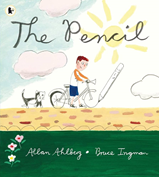 The Pencil
Allan Ahlberg • Bruce Ingman